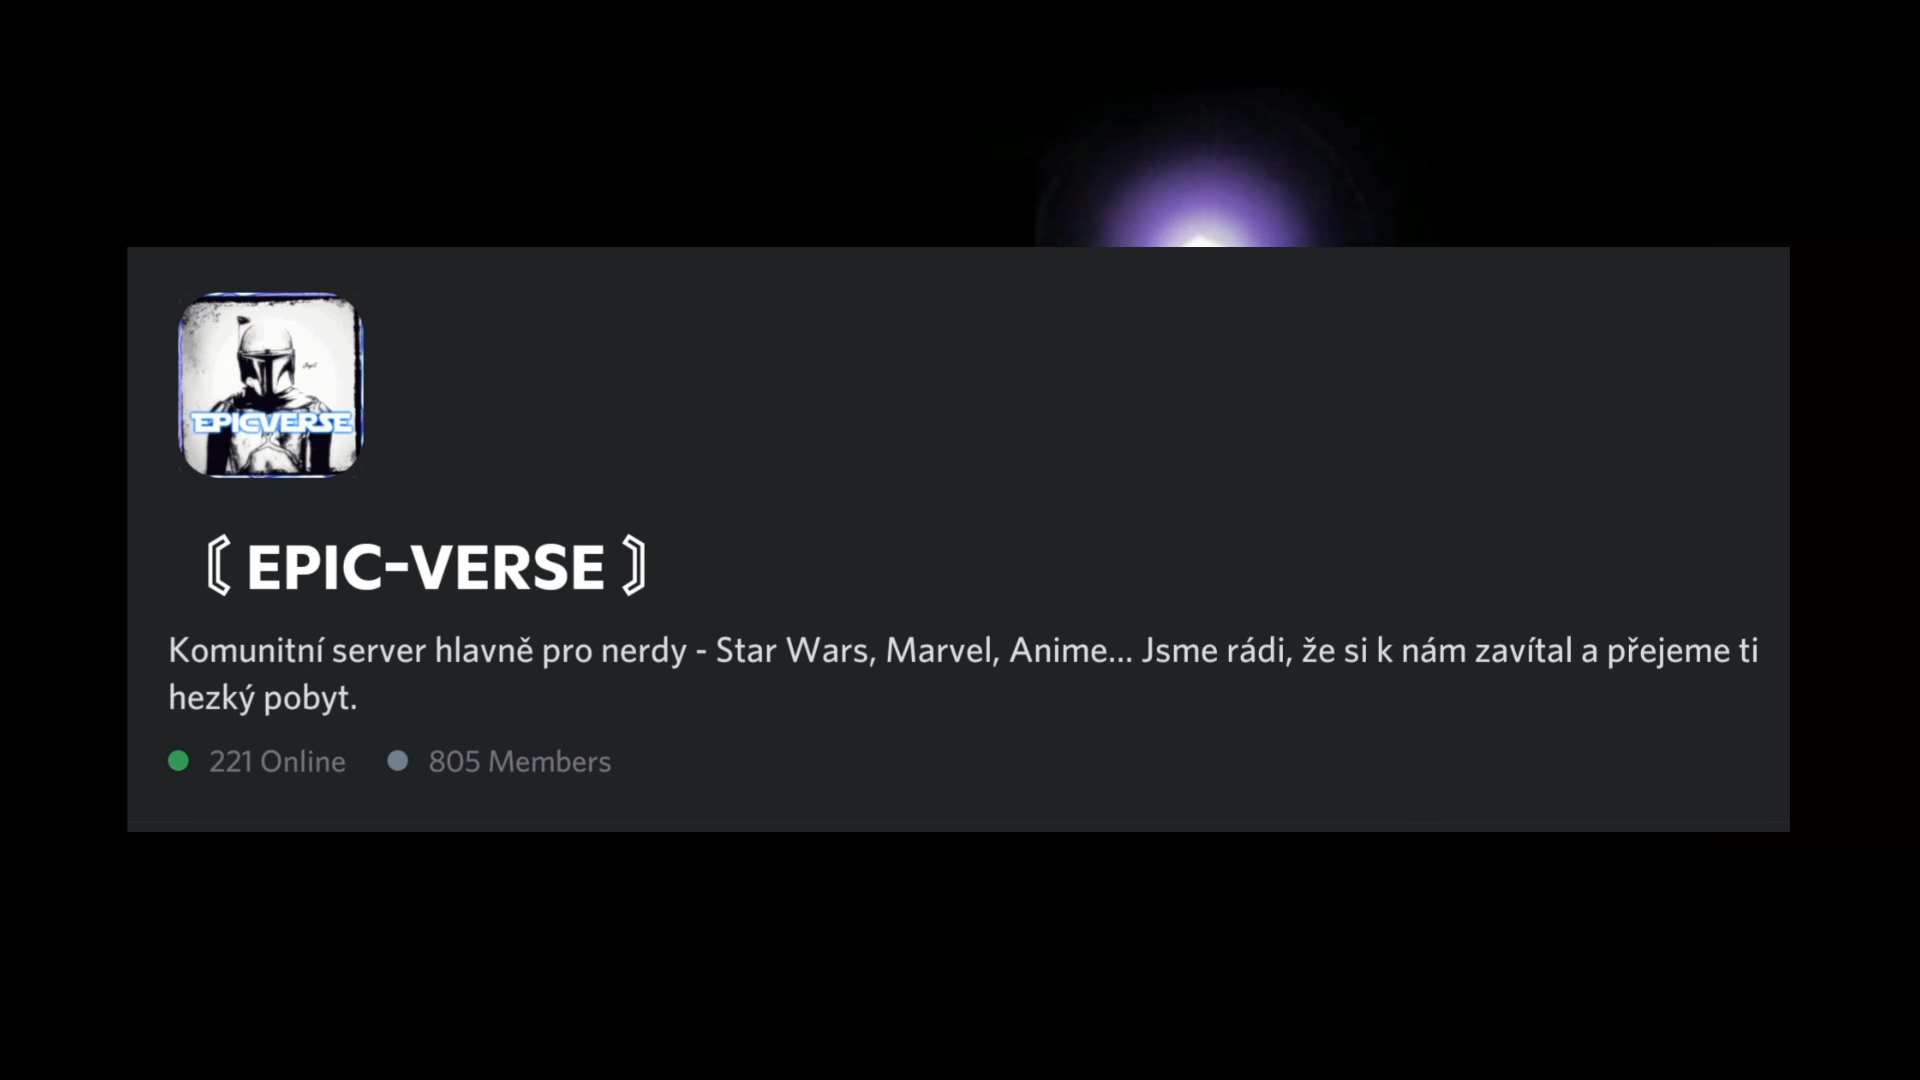 EPICVERSE
〘 EPIC-VERSE 〙
Komunitní server hlavně pro nerdy - Star Wars, Marvel, Anime... Jsme rádi, že si k nám zavítal a přejeme ti
hezký pobyt.
221 Online 805 Members